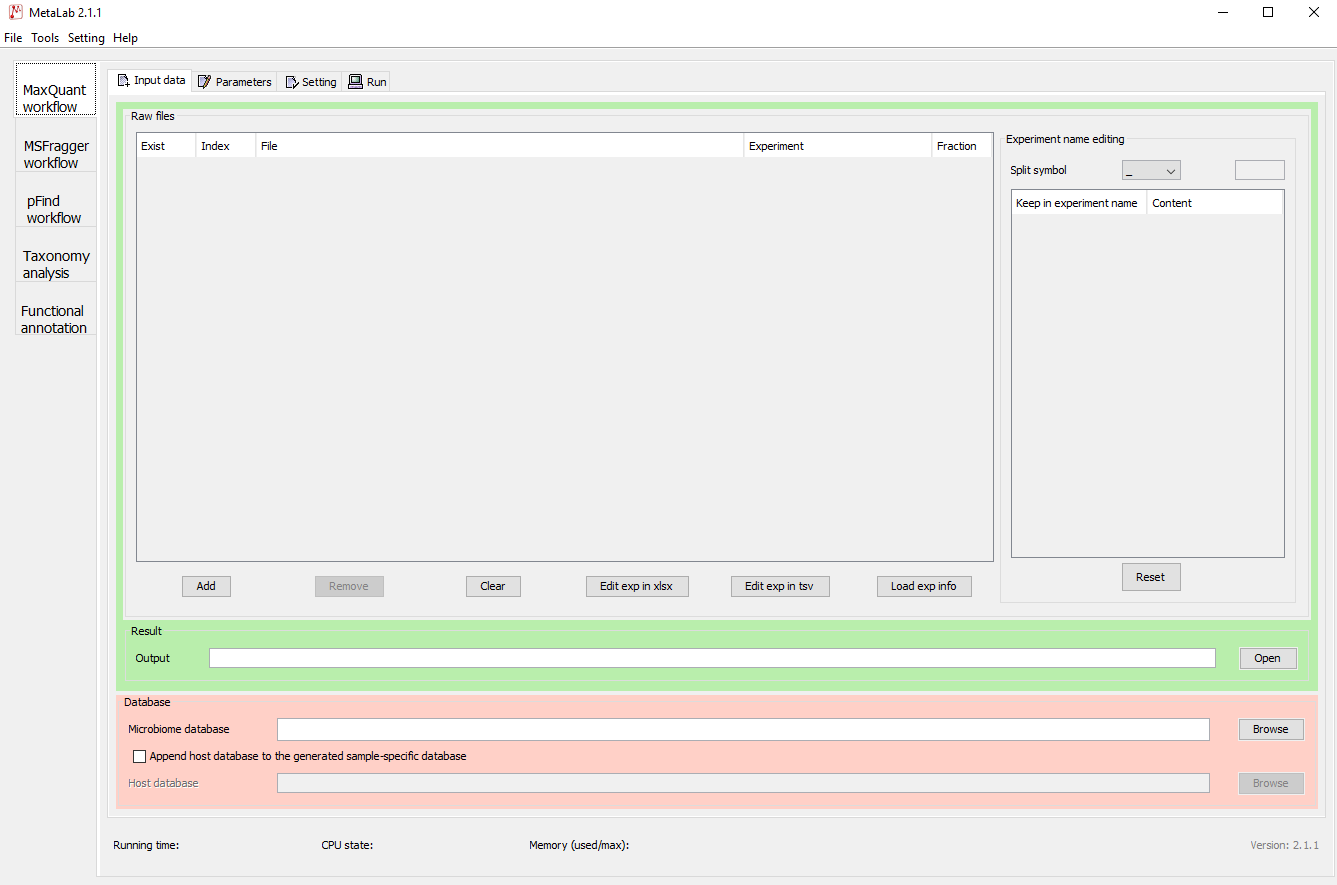 MetaLab 2.1.1
File Tools Setting Help
MaxQuant
workflow
MSFragger
workflow
pFind
workflow
Taxonomy
analysis
Functional
annotation
Input data Parameters Setting Run
Raw files
Exist Index File Experiment Fraction
Experiment name editing
Split symbol _
Keep in experiment name Content
Add Remove Clear Edit exp in xlsx Edit exp in tsv Load exp info
Reset
Result
Output Open
Database
Microbiome database Browse
Append host database to the generated sample-specific database
Host database Browse
Running time: CPU state: Memory (used/max): Version: 2.1.1